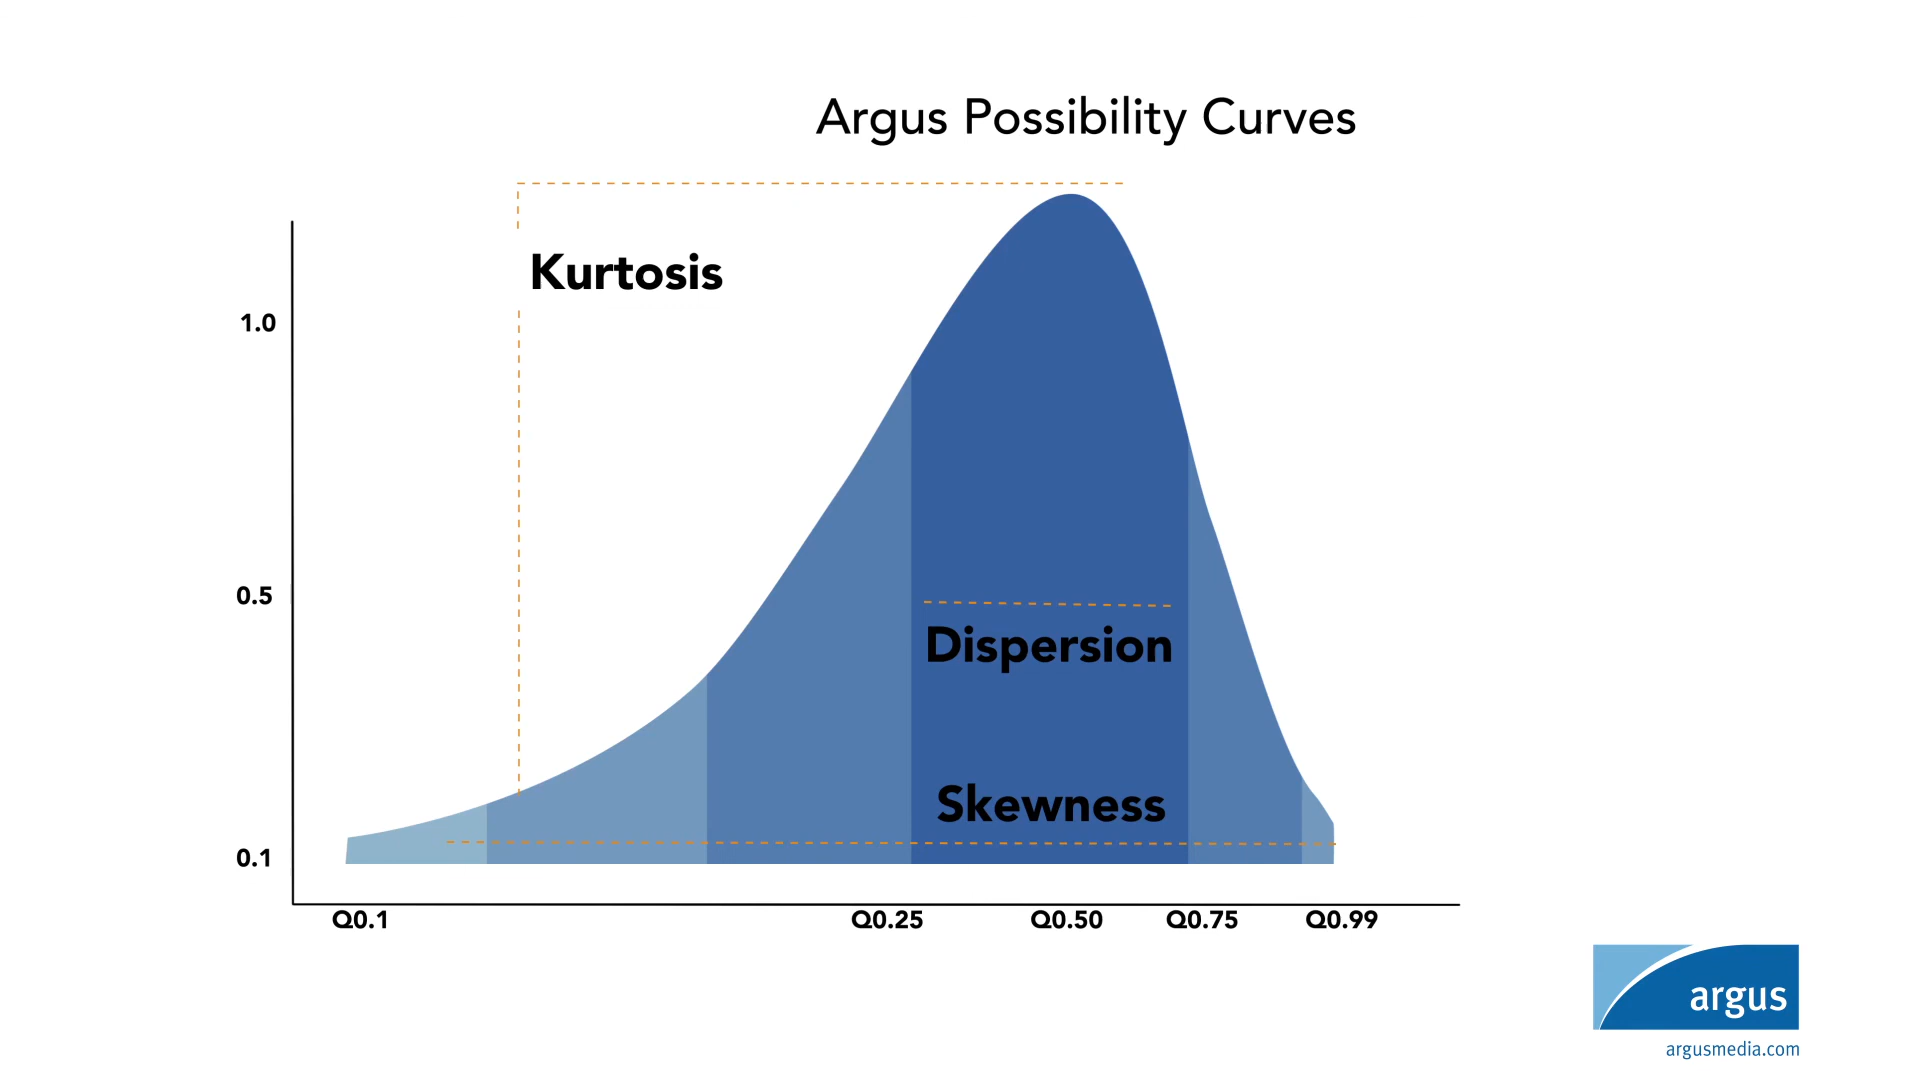 Argus Possibility Curves
Kurtosis
1.0
0.5
Dispersion
Skewness
0.1
Q0.1 Q0.25 Q0.50 Q0.75 Q0.99
argus
argusmedia.com